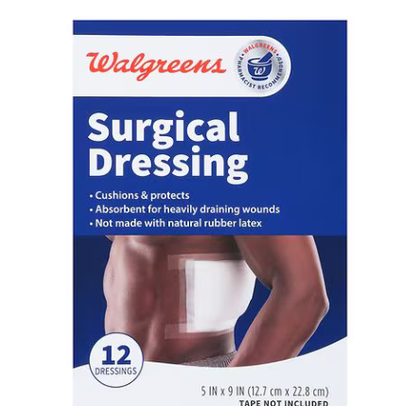 Walgreens
WALGREENS
PHARMACIST RECOMMENDED
Surgical
Dressing
• Cushions & protects
• Absorbent for heavily draining wounds
• Not made with natural rubber latex
12
DRESSINGS
5 IN x 9 IN (12.7 cm x 22.8 cm)
TAPE NOT INCLUDED